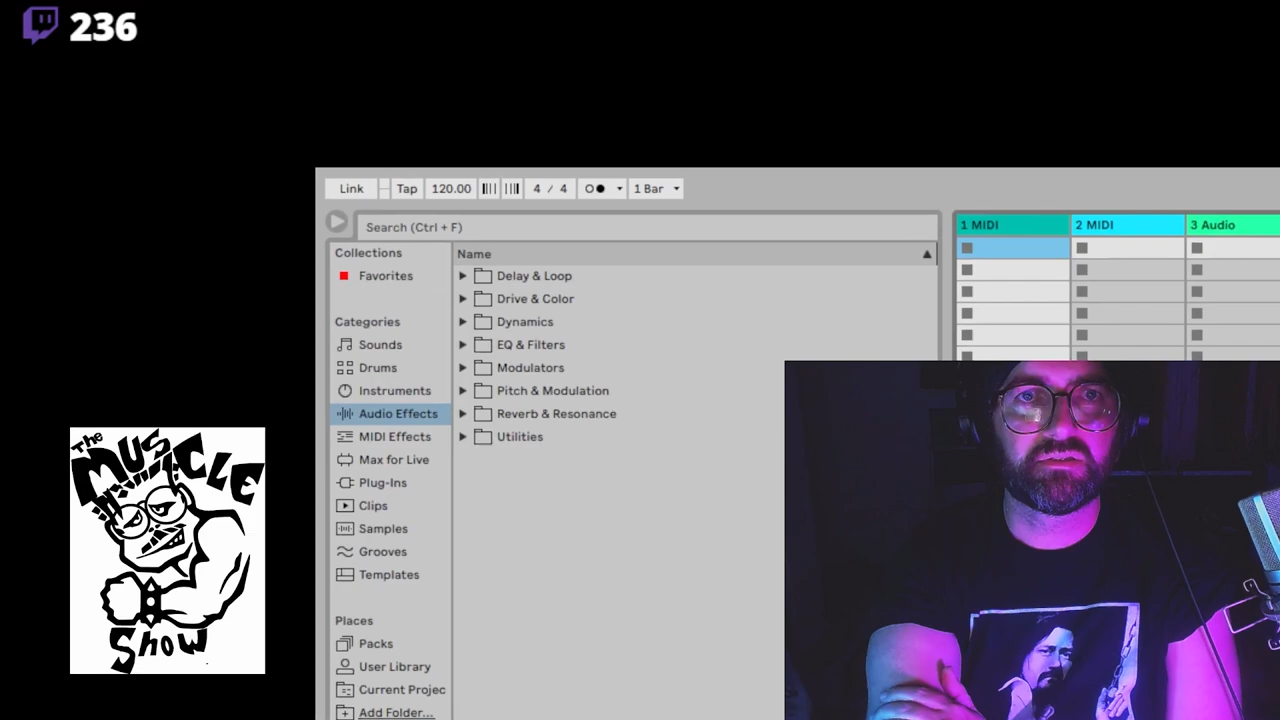 236
Link Tap 120.00 4 / 4 1 Bar
Search (Ctrl + F)
Collections
Favorites
Categories
Sounds
Drums
Instruments
Audio Effects
MIDI Effects
Max for Live
Plug-Ins
Clips
Samples
Grooves
Templates
Places
Packs
User Library
Current Projec
Add Folder...
Name
Delay & Loop
Drive & Color
Dynamics
EQ & Filters
Modulators
Pitch & Modulation
Reverb & Resonance
Utilities
1 MIDI 2 MIDI 3 Audio
The
MUSCLE
Show